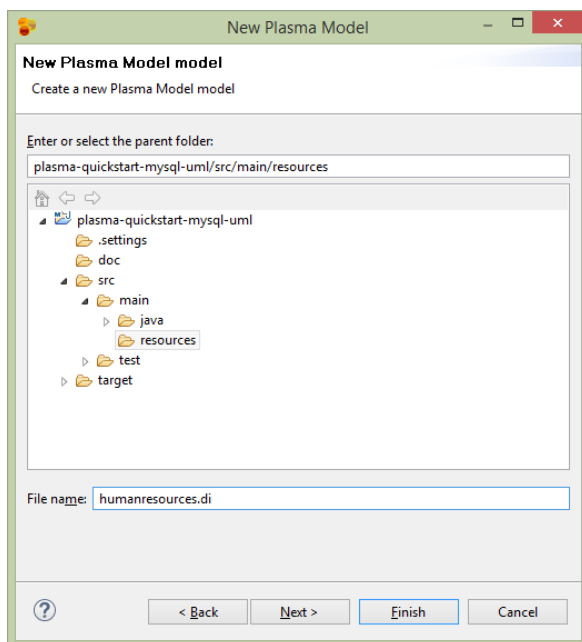 New Plasma Model
New Plasma Model model
Create a new Plasma Model model
Enter or select the parent folder:
plasma-quickstart-mysql-uml/src/main/resources
plasma-quickstart-mysql-uml
.settings
doc
src
main
java
resources
test
target
File name: humanresources.di
< Back Next > Finish Cancel